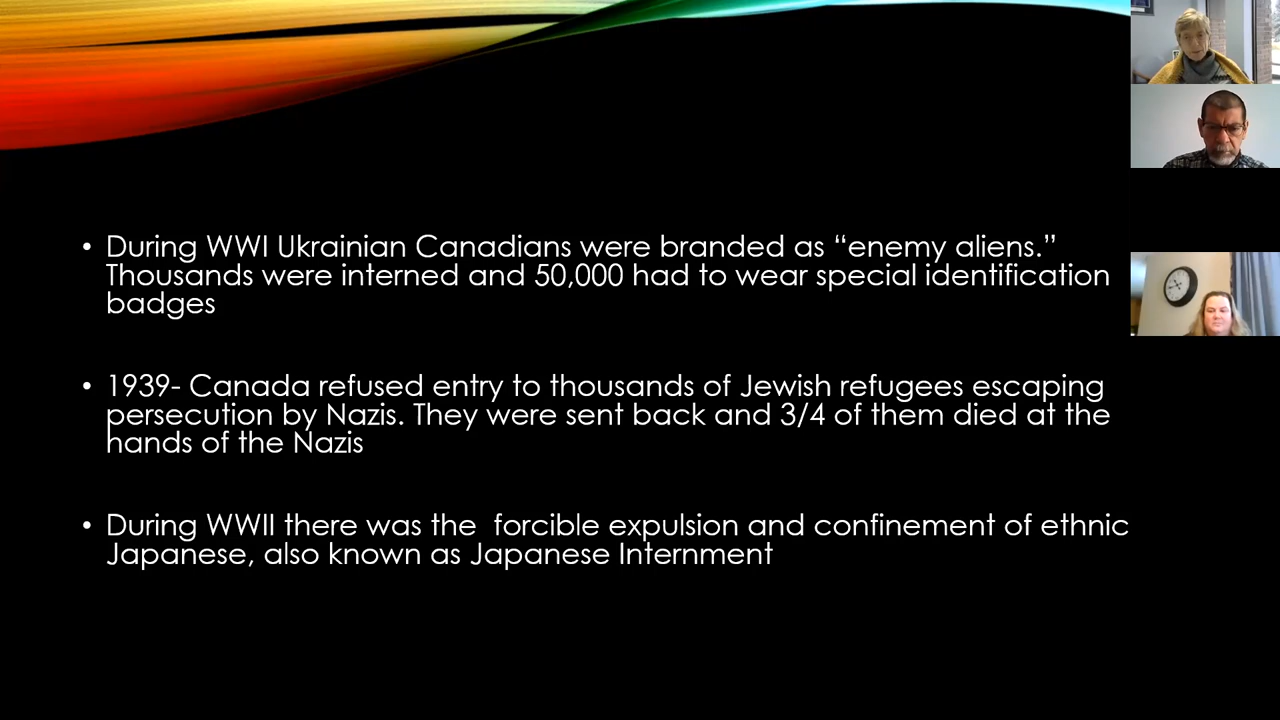 • During WWI Ukrainian Canadians were branded as “enemy aliens.”
Thousands were interned and 50,000 had to wear special identification
badges
• 1939- Canada refused entry to thousands of Jewish refugees escaping
persecution by Nazis. They were sent back and 3/4 of them died at the
hands of the Nazis
• During WWII there was the  forcible expulsion and confinement of ethnic
Japanese, also known as Japanese Internment